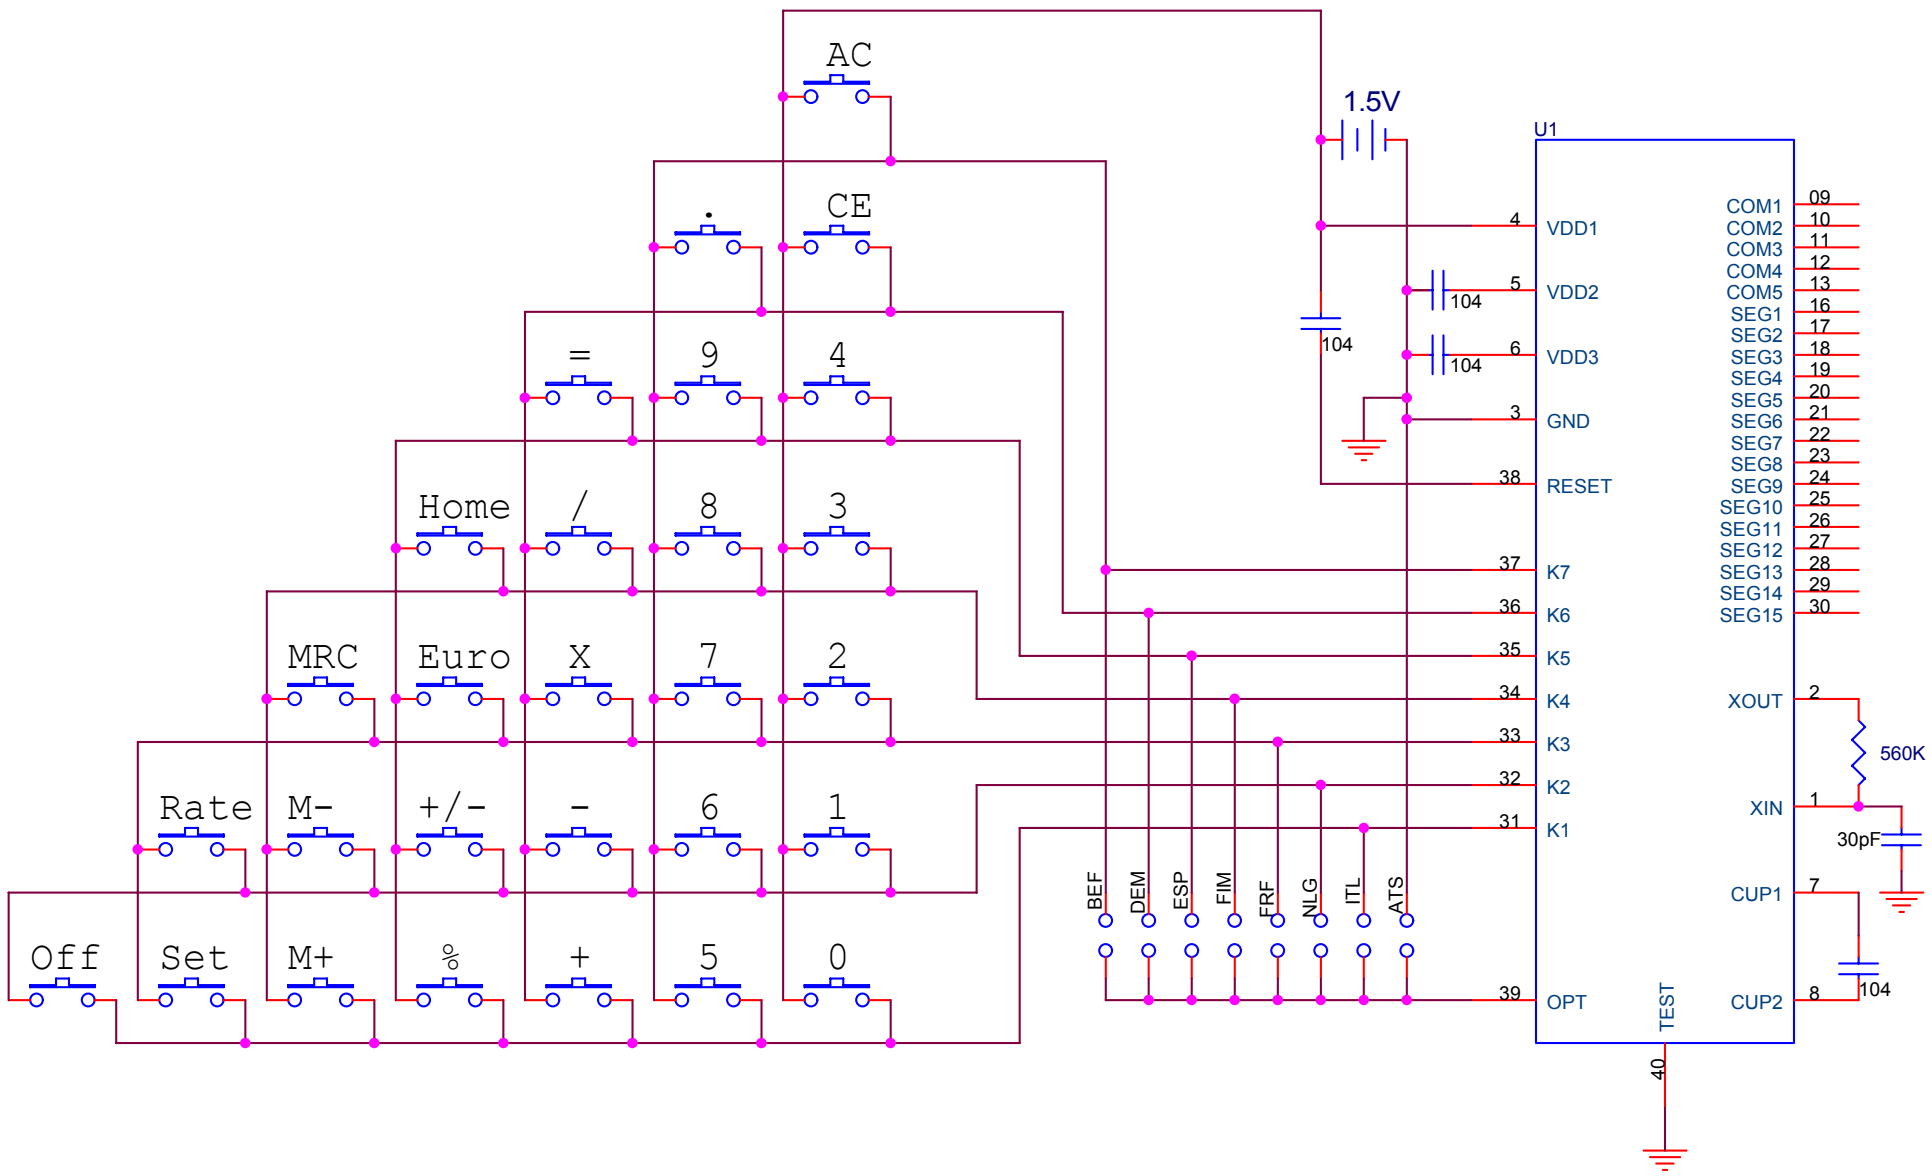 AC
1.5V
U1
. CE
= 9 4
Home / 8 3
MRC Euro X 7 2
Rate M- +/- - 6 1
Off Set M+ % + 5 0
104
104
104
4 VDD1
5 VDD2
6 VDD3
3 GND
38 RESET
37 K7
36 K6
35 K5
34 K4
33 K3
32 K2
31 K1
BEF DEM ESP FIM FRF NLG ITL ATS
39 OPT
TEST
40
COM1 09
COM2 10
COM3 11
COM4 12
COM5 13
SEG1 16
SEG2 17
SEG3 18
SEG4 19
SEG5 20
SEG6 21
SEG7 22
SEG8 23
SEG9 24
SEG10 25
SEG11 26
SEG12 27
SEG13 28
SEG14 29
SEG15 30
XOUT 2
560K
XIN 1
30pF
CUP1 7
104
CUP2 8